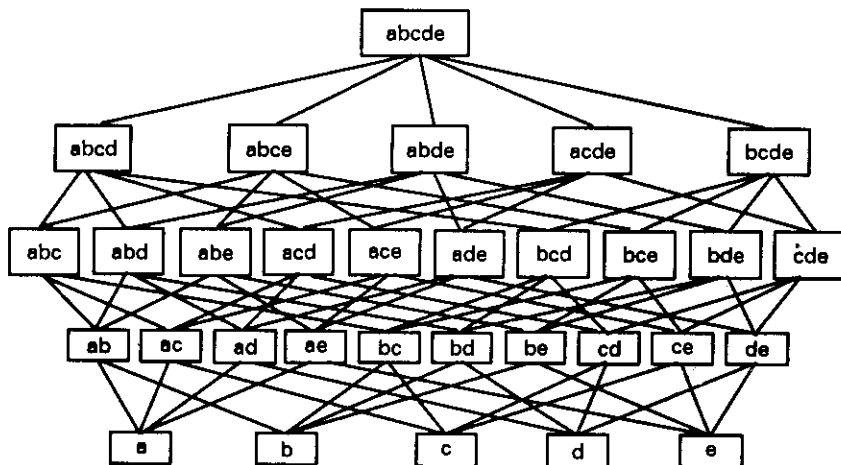 abcde
abcd abce abde acde bcde
abc abd abe acd ace ade bcd bce bde cde
ab ac ad ae bc bd be cd ce de
a b c d e